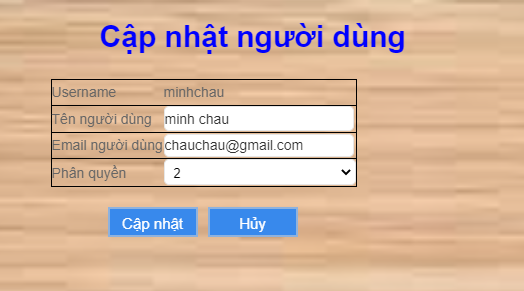 Cập nhật người dùng
Username minhchau
Tên người dùng minh chau
Email người dùng chauchau@gmail.com
Phân quyền 2
Cập nhật Hủy